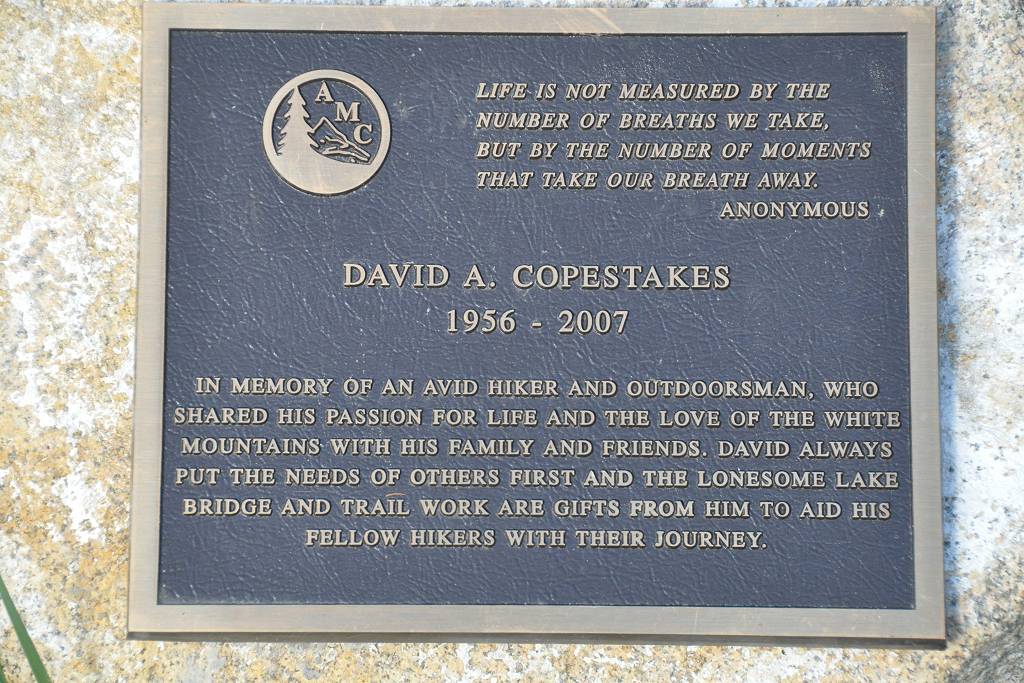 AMC
LIFE IS NOT MEASURED BY THE
NUMBER OF BREATHS WE TAKE,
BUT BY THE NUMBER OF MOMENTS
THAT TAKE OUR BREATH AWAY.
ANONYMOUS
DAVID A. COPESTAKES
1956 - 2007
IN MEMORY OF AN AVID HIKER AND OUTDOORSMAN, WHO
SHARED HIS PASSION FOR LIFE AND THE LOVE OF THE WHITE
MOUNTAINS WITH HIS FAMILY AND FRIENDS. DAVID ALWAYS
PUT THE NEEDS OF OTHERS FIRST AND THE LONESOME LAKE
BRIDGE AND TRAIL WORK ARE GIFTS FROM HIM TO AID HIS
FELLOW HIKERS WITH THEIR JOURNEY.